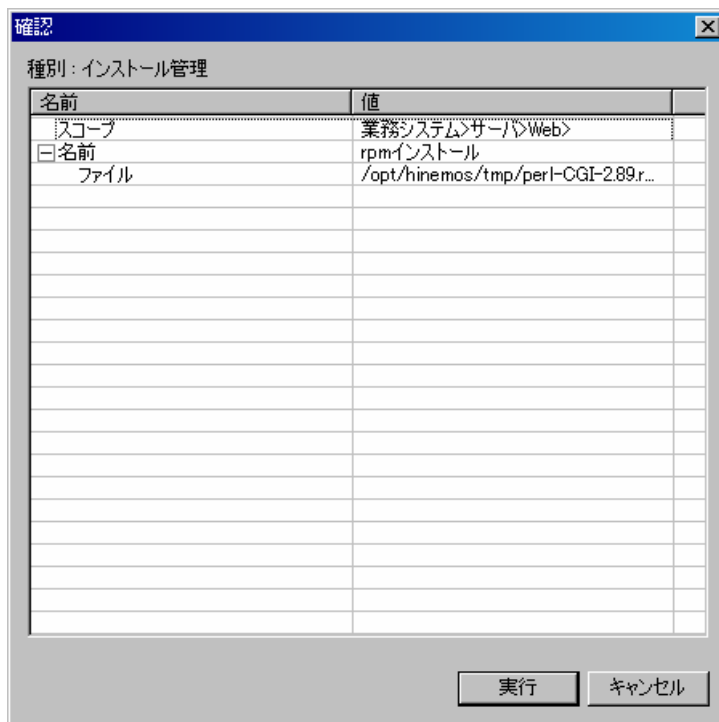 確認
種別 : インストール管理
名前 値
スコープ 業務システム>サーバ>Web>
名前 rpmインストール
ファイル /opt/hinemos/tmp/perl-CGI-2.89.r...
実行 キャンセル